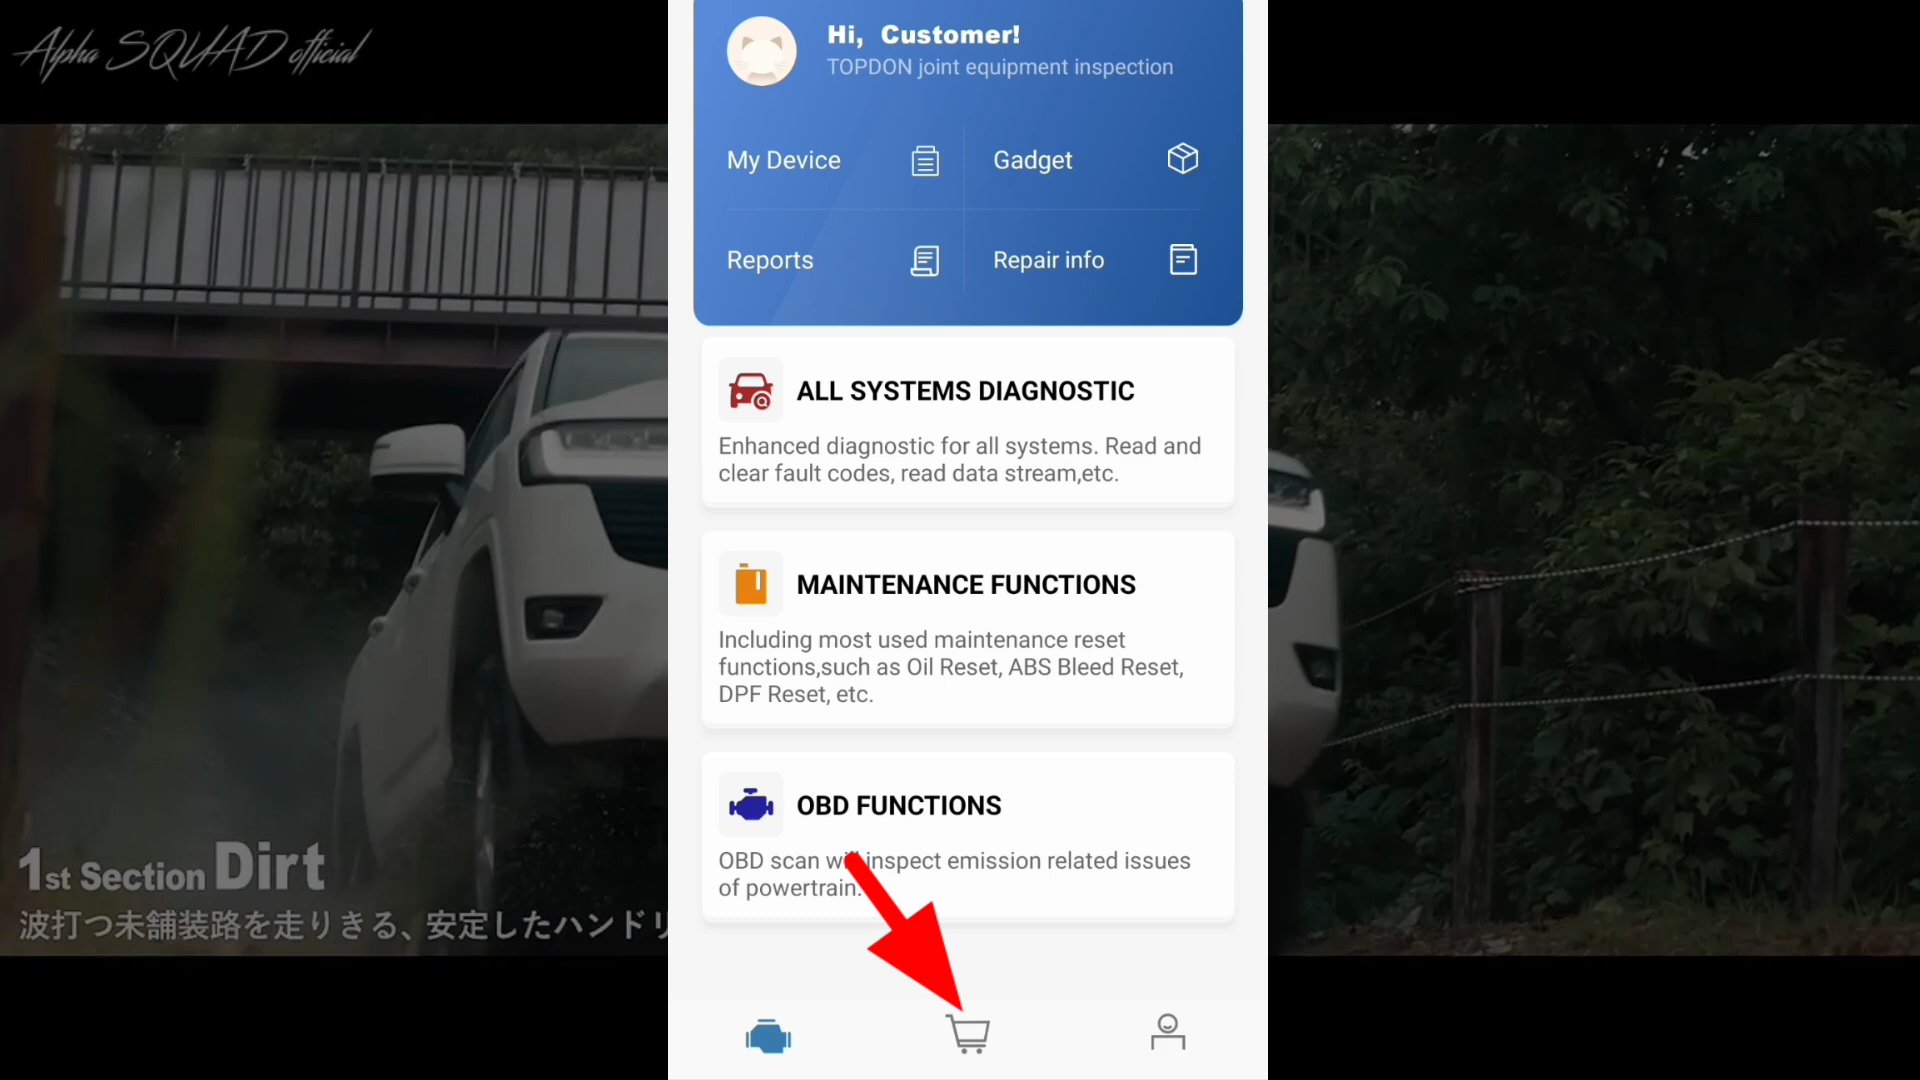 Alpha SQUAD official
Hi, Customer!
TOPDON joint equipment inspection
My Device
Gadget
Reports
Repair info
ALL SYSTEMS DIAGNOSTIC
Enhanced diagnostic for all systems. Read and
clear fault codes, read data stream,etc.
MAINTENANCE FUNCTIONS
Including most used maintenance reset
functions,such as Oil Reset, ABS Bleed Reset,
DPF Reset, etc.
OBD FUNCTIONS
OBD scan will inspect emission related issues
of powertrain.
1st Section Dirt
波打つ未舗装路を走りきる、安定したハンドリ